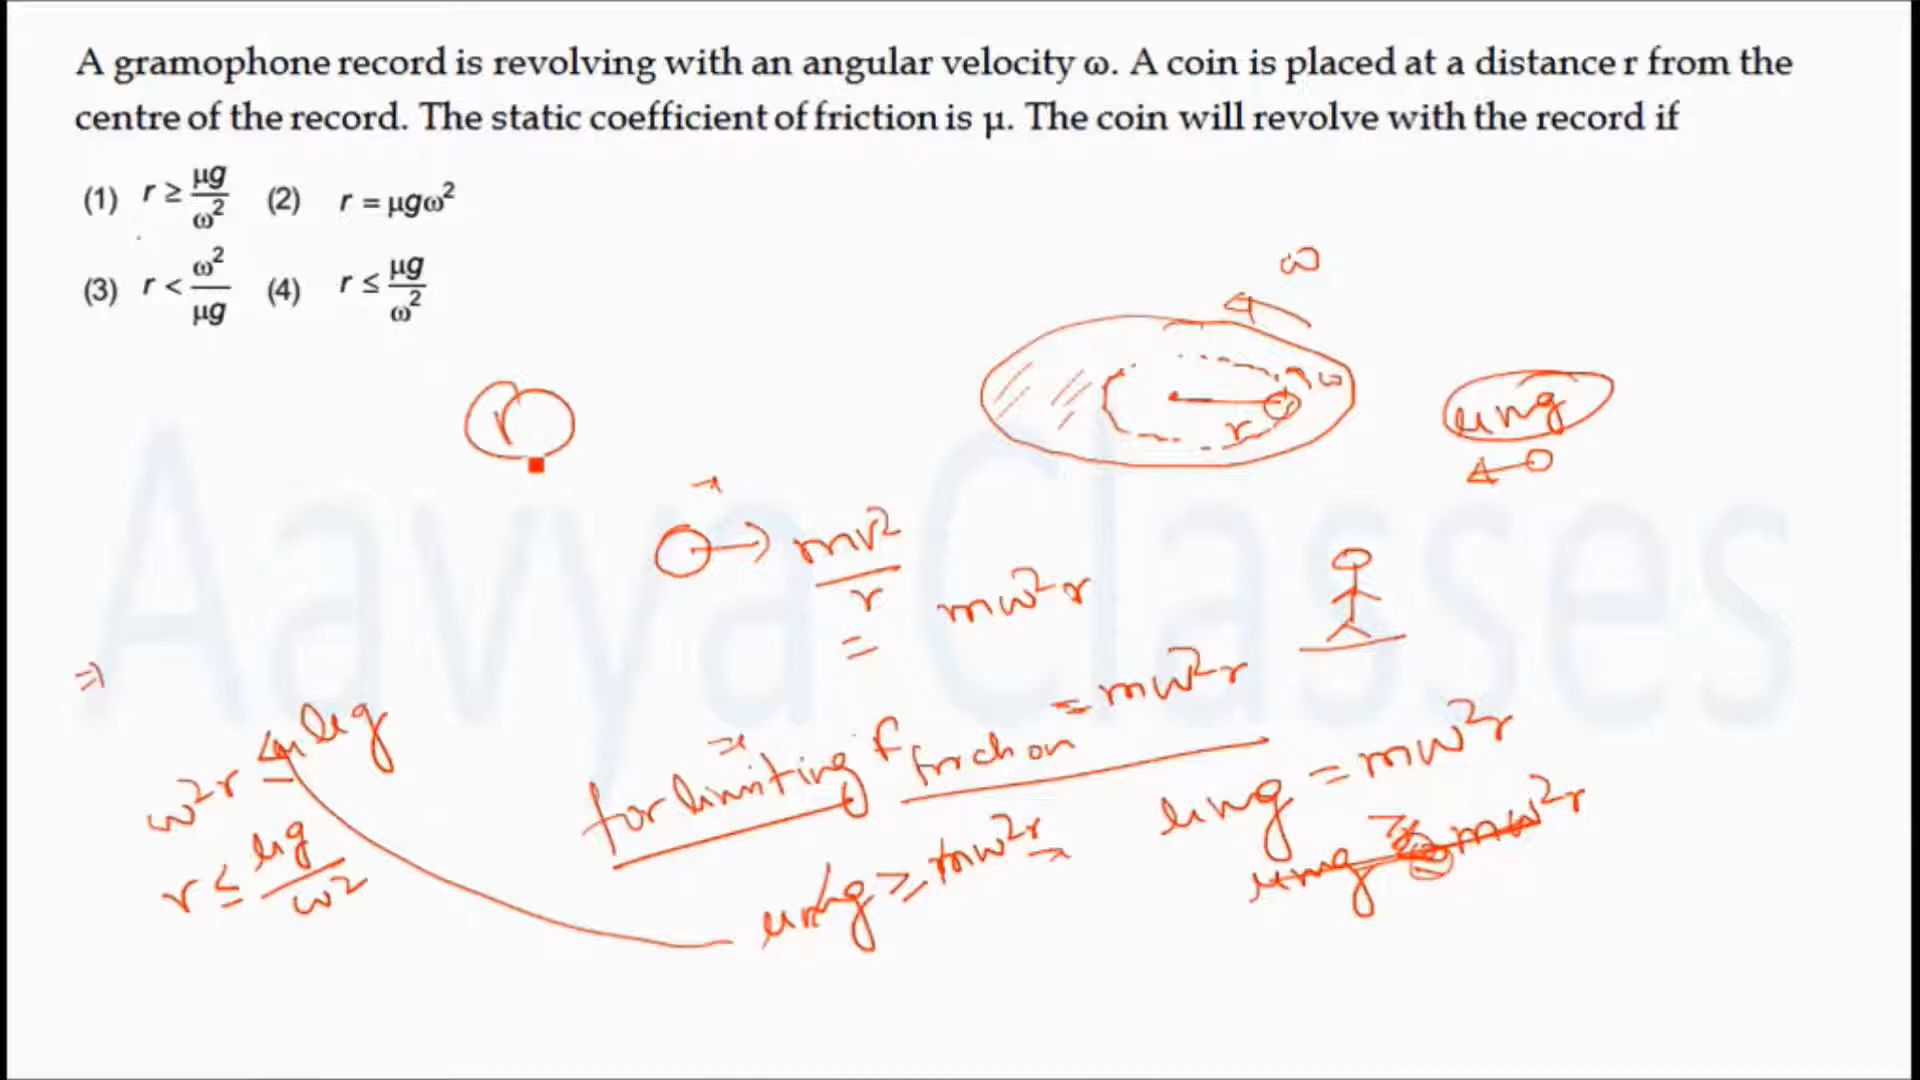 A gramophone record is revolving with an angular velocity ω. A coin is placed at a distance r from the
centre of the record. The static coefficient of friction is μ. The coin will revolve with the record if
(1) r ≥ μg/ω² (2) r = μgω²
(3) r < ω²/μg (4) r ≤ μg/ω²
ω
r
ω
r
μmg
mv²/r
= mω²r
Aavya Classes
⇒
for limiting f friction = mω²r
μmg = mω²r
ω²r ≤ μg
μmg ≥ mω²r
r ≤ μg/ω²